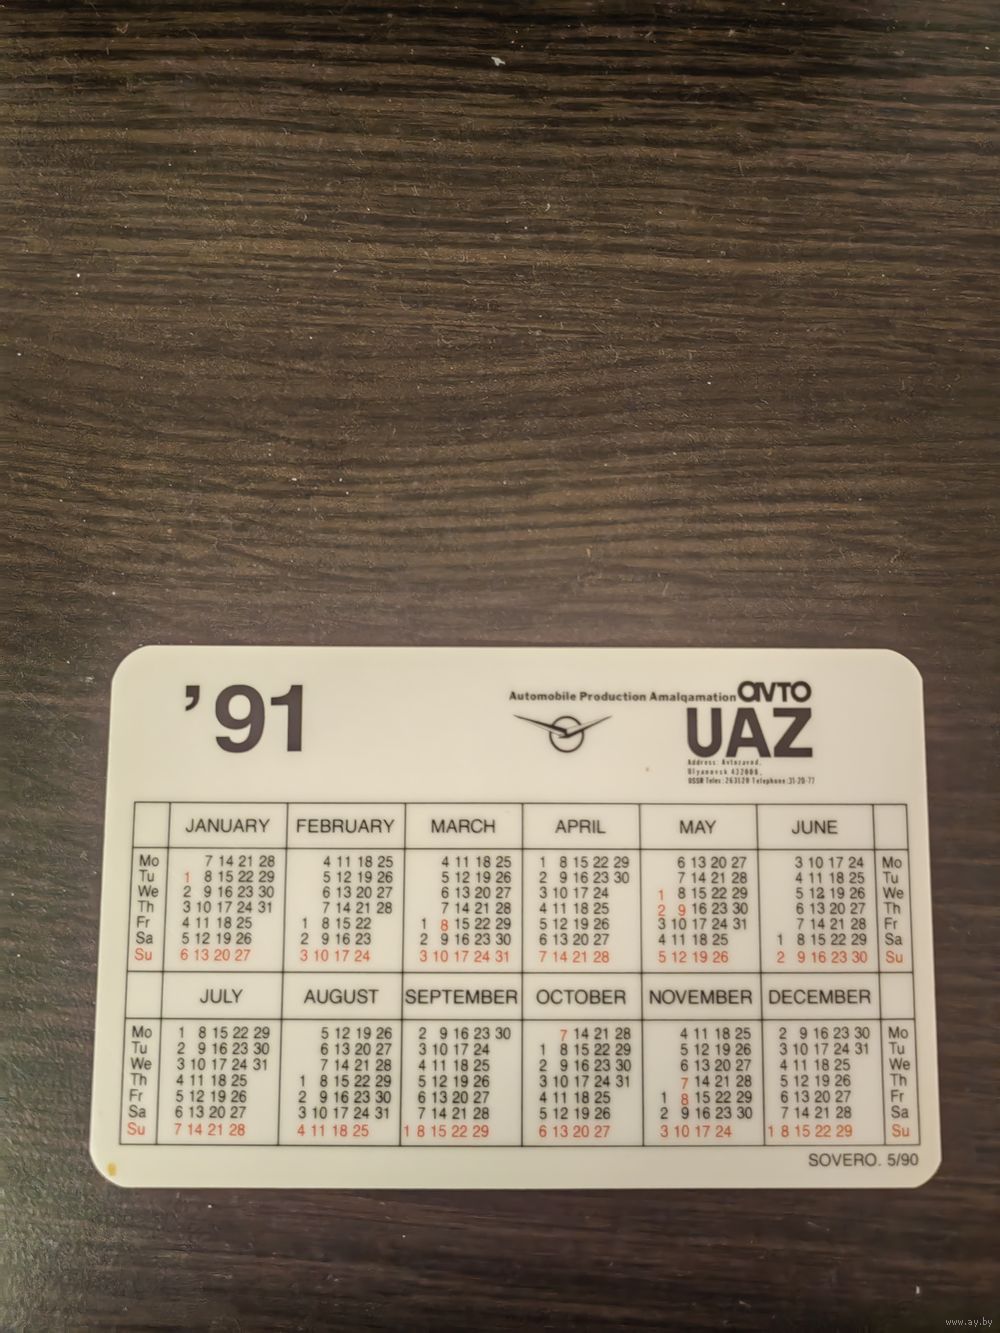 '91
Automobile Production Amalgamation
AVTO
UAZ
Address: Avtozavod,
Ulyanovsk 432008,
USSR Telex: 263129 Telephone: 31-20-77
JANUARY FEBRUARY MARCH APRIL MAY JUNE
Mo 7 14 21 28 4 11 18 25 4 11 18 25 1 8 15 22 29 6 13 20 27 3 10 17 24 Mo
Tu 1 8 15 22 29 5 12 19 26 5 12 19 26 2 9 16 23 30 7 14 21 28 4 11 18 25 Tu
We 2 9 16 23 30 6 13 20 27 6 13 20 27 3 10 17 24 1 8 15 22 29 5 12 19 26 We
Th 3 10 17 24 31 7 14 21 28 7 14 21 28 4 11 18 25 2 9 16 23 30 6 13 20 27 Th
Fr 4 11 18 25 1 8 15 22 1 8 15 22 29 5 12 19 26 3 10 17 24 31 7 14 21 28 Fr
Sa 5 12 19 26 2 9 16 23 2 9 16 23 30 6 13 20 27 4 11 18 25 1 8 15 22 29 Sa
Su 6 13 20 27 3 10 17 24 3 10 17 24 31 7 14 21 28 5 12 19 26 2 9 16 23 30 Su
JULY AUGUST SEPTEMBER OCTOBER NOVEMBER DECEMBER
Mo 1 8 15 22 29 5 12 19 26 2 9 16 23 30 7 14 21 28 4 11 18 25 2 9 16 23 30 Mo
Tu 2 9 16 23 30 6 13 20 27 3 10 17 24 1 8 15 22 29 5 12 19 26 3 10 17 24 31 Tu
We 3 10 17 24 31 7 14 21 28 4 11 18 25 2 9 16 23 30 6 13 20 27 4 11 18 25 We
Th 4 11 18 25 1 8 15 22 29 5 12 19 26 3 10 17 24 31 7 14 21 28 5 12 19 26 Th
Fr 5 12 19 26 2 9 16 23 30 6 13 20 27 4 11 18 25 1 8 15 22 29 6 13 20 27 Fr
Sa 6 13 20 27 3 10 17 24 31 7 14 21 28 5 12 19 26 2 9 16 23 30 7 14 21 28 Sa
Su 7 14 21 28 4 11 18 25 1 8 15 22 29 6 13 20 27 3 10 17 24 1 8 15 22 29 Su
SOVERO. 5/90
www.ay.by